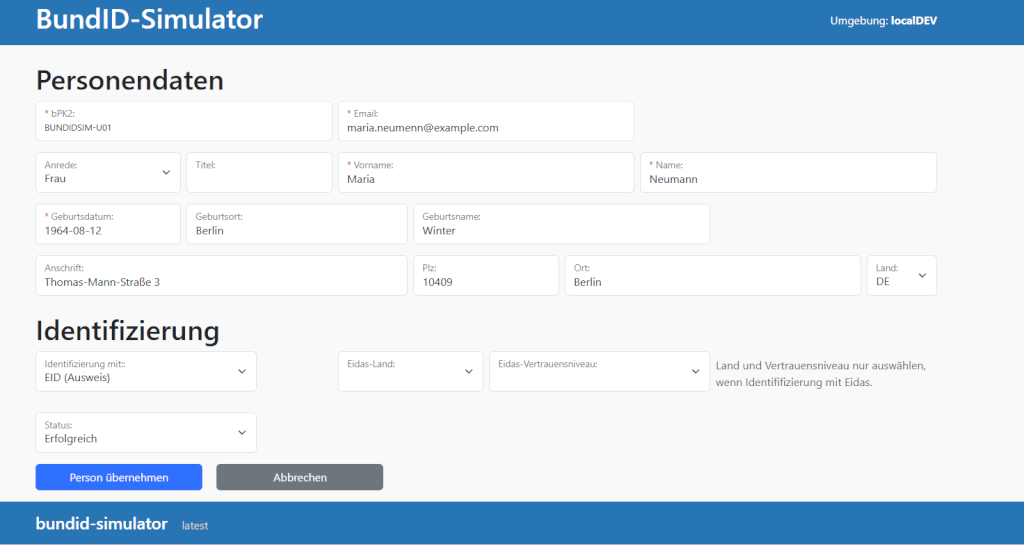 BundID-Simulator
Umgebung: localDEV
Personendaten
* bPK2:
BUNDIDSIM-U01
* Email:
maria.neumenn@example.com
Anrede:
Frau
Titel:
* Vorname:
Maria
* Name:
Neumann
* Geburtsdatum:
1964-08-12
Geburtsort:
Berlin
Geburtsname:
Winter
Anschrift:
Thomas-Mann-Straße 3
Plz:
10409
Ort:
Berlin
Land:
DE
Identifizierung
Identifizierung mit::
EID (Ausweis)
Eidas-Land:
Eidas-Vertrauensniveau:
Land und Vertrauensniveau nur auswählen,
wenn Identififizierung mit Eidas.
Status:
Erfolgreich
Person übernehmen
Abbrechen
bundid-simulator
latest